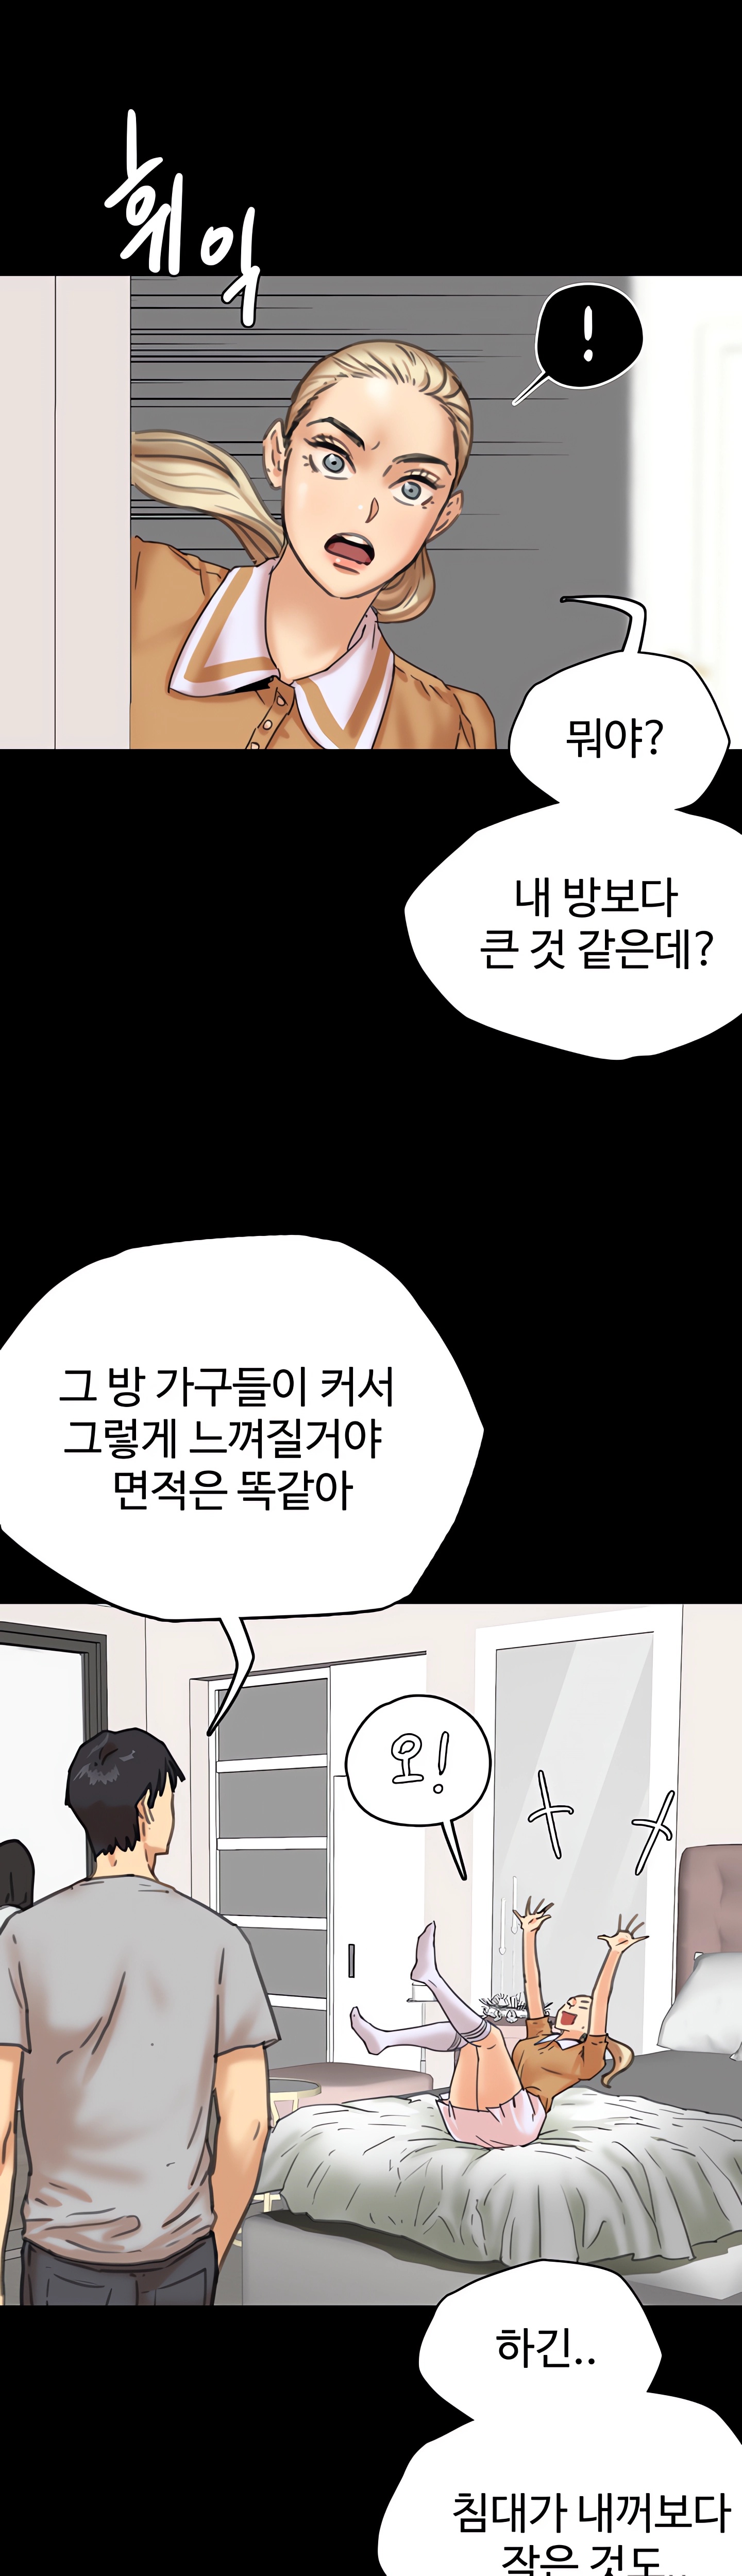 휙익
!
뭐야?
내 방보다
큰 것 같은데?
그 방 가구들이 커서
그렇게 느껴질거야
면적은 똑같아
오!
하긴..
침대가 내꺼보다
작은 것도..